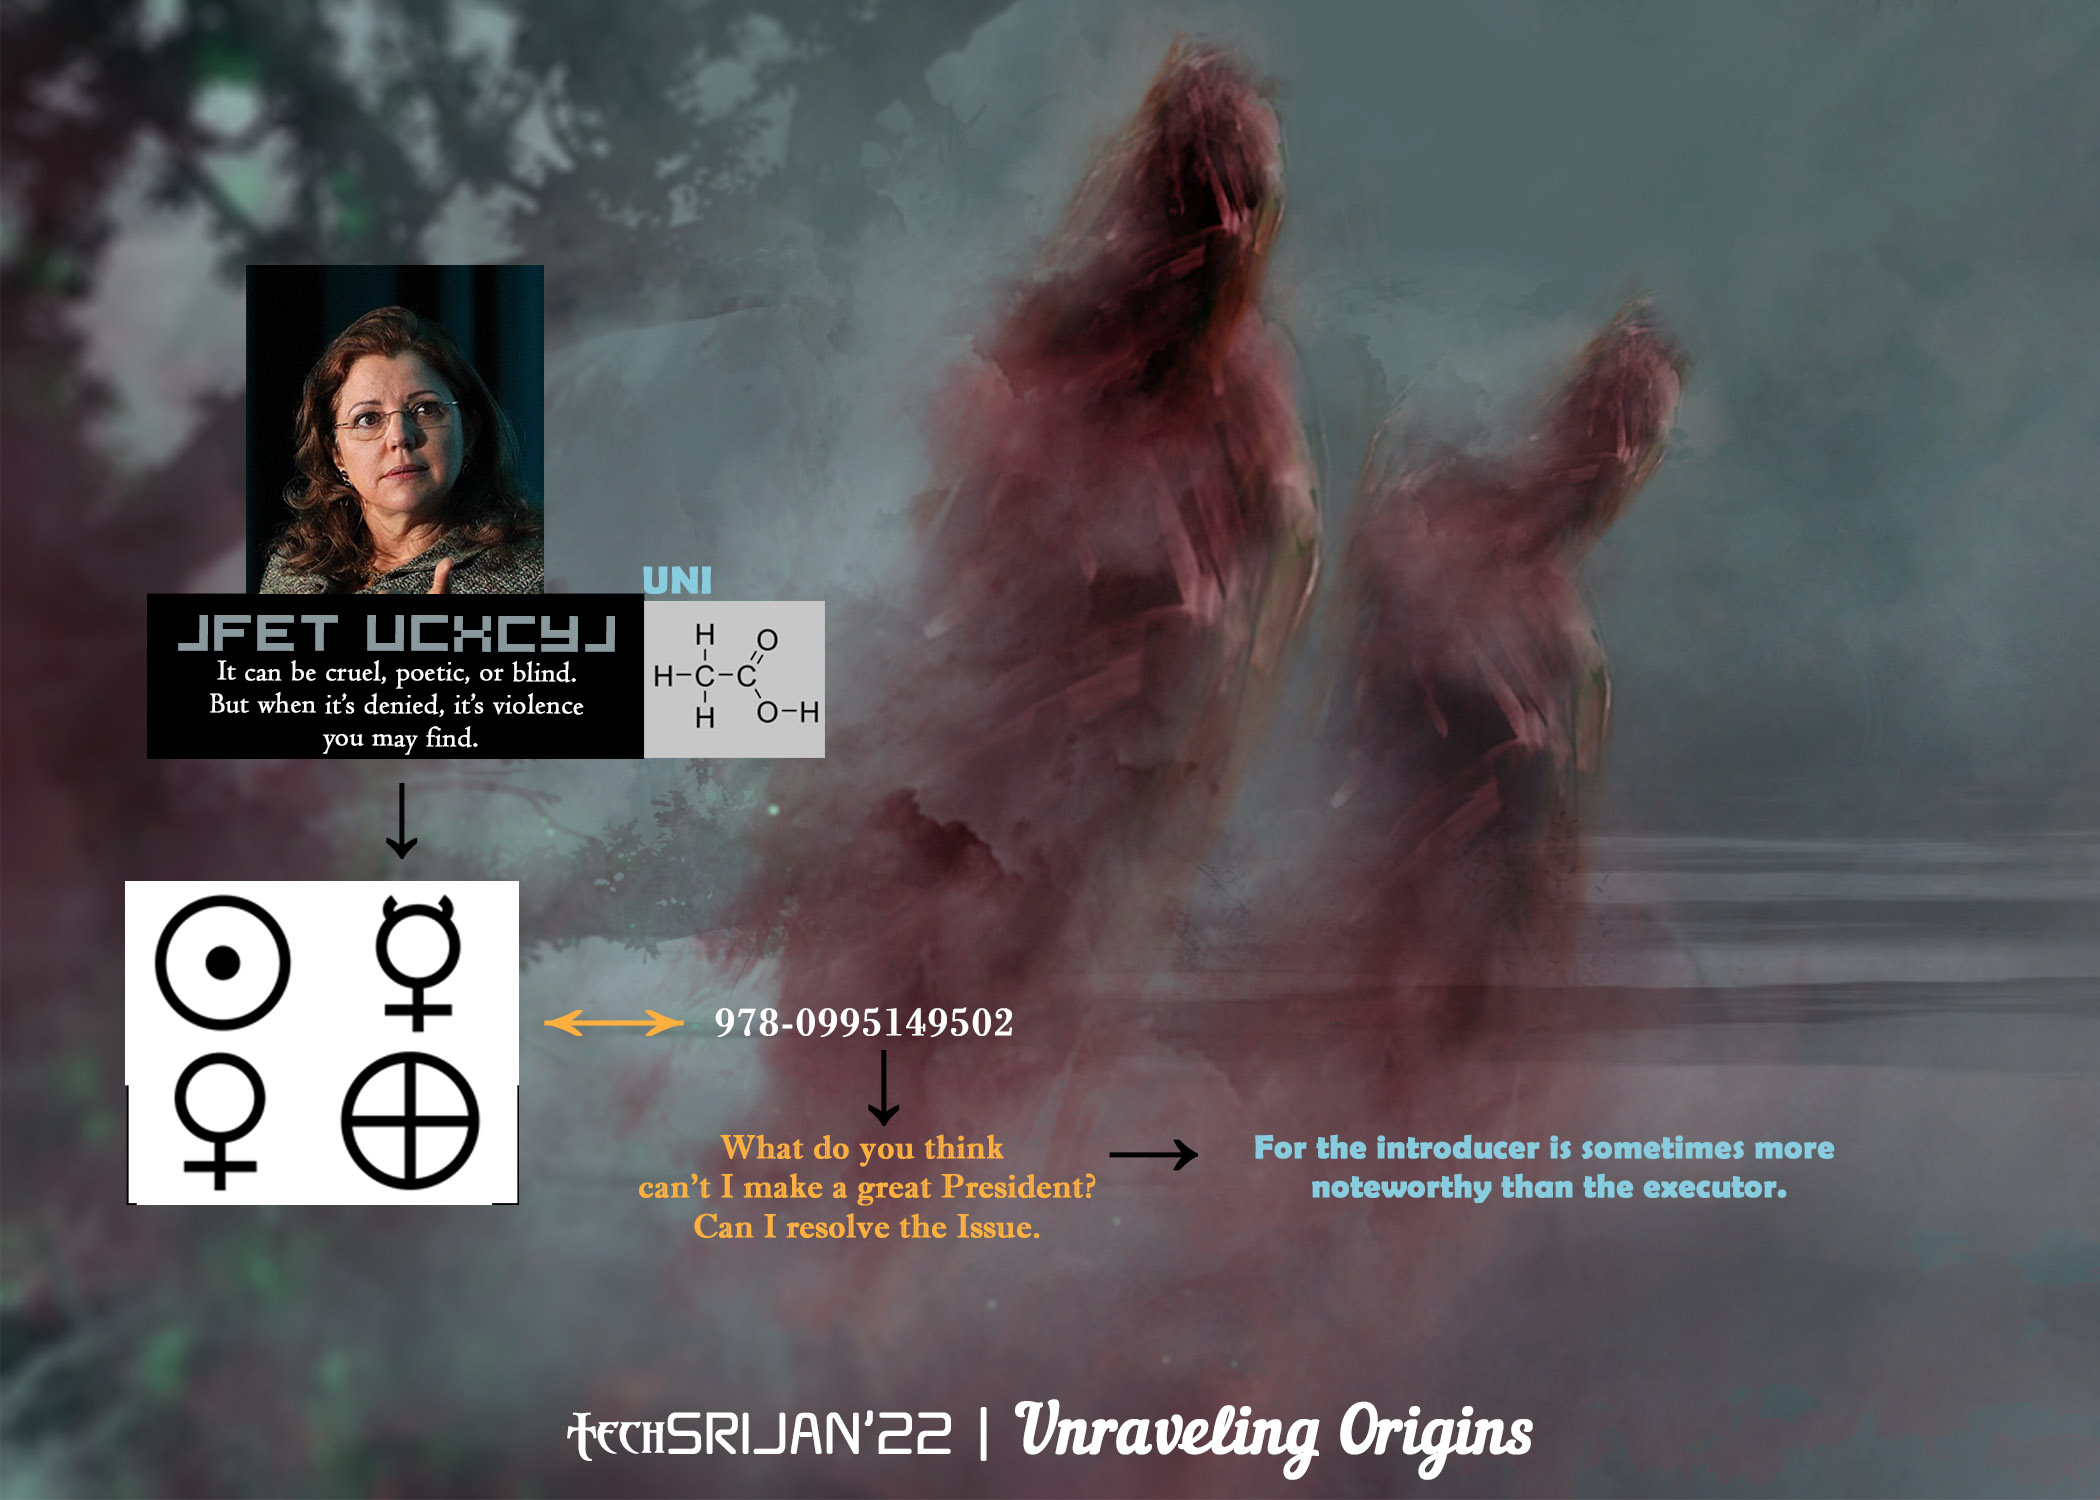 UNI
JFET UCXCYJ
It can be cruel, poetic, or blind.
But when it's denied, it's violence
you may find.
H O
H-C-C
H O-H
978-0995149502
What do you think
can't I make a great President?
Can I resolve the Issue.
For the introducer is sometimes more
noteworthy than the executor.
techSRIJAN'22 | Unraveling Origins